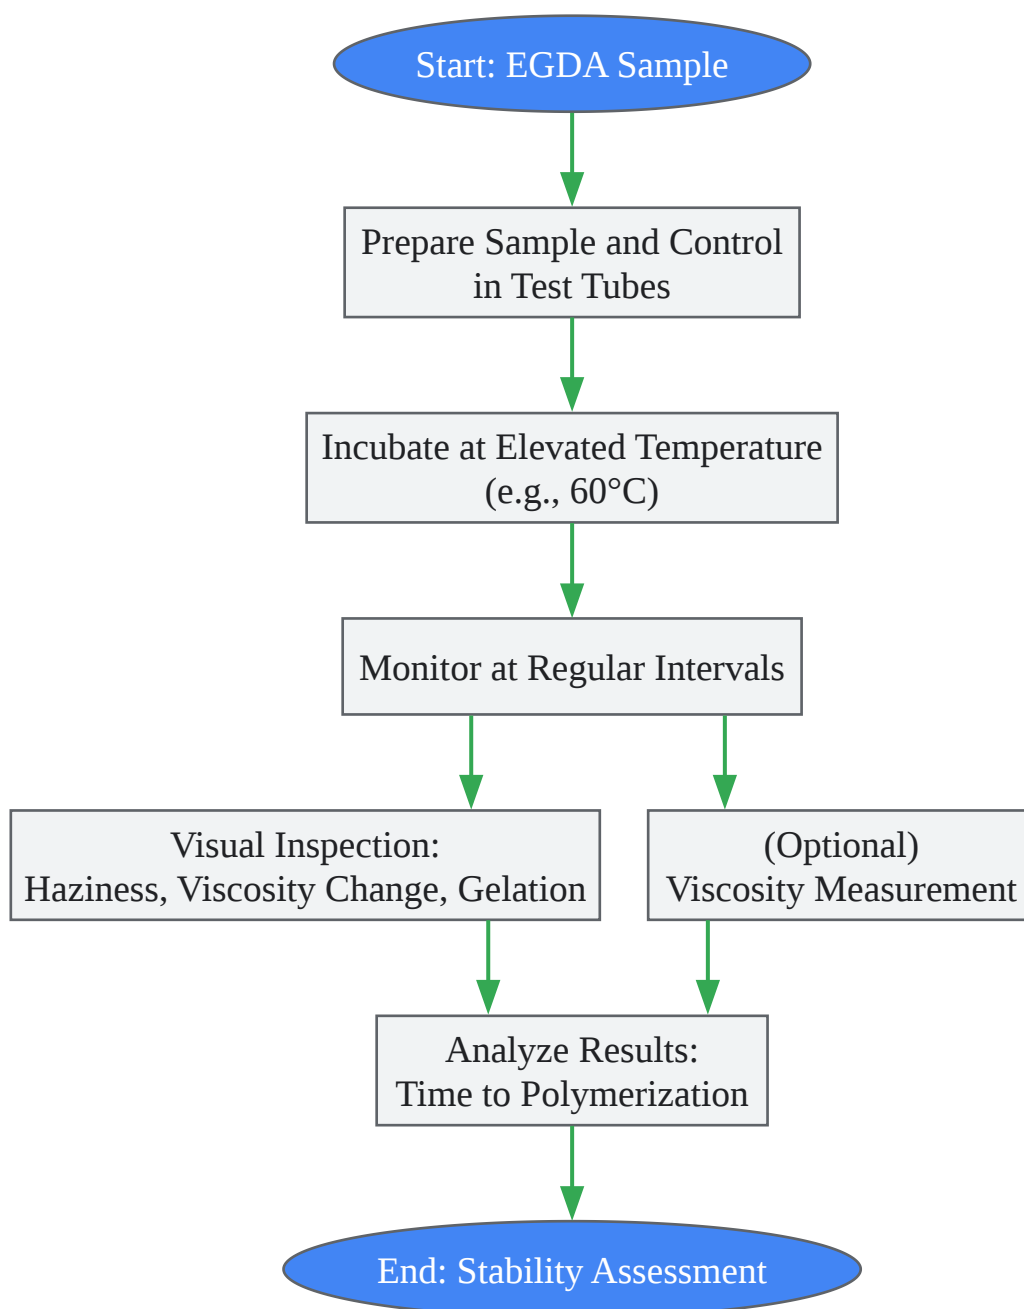 Start: EGDA Sample
Prepare Sample and Control
in Test Tubes
Incubate at Elevated Temperature
(e.g., 60°C)
Monitor at Regular Intervals
Visual Inspection:
Haziness, Viscosity Change, Gelation
(Optional)
Viscosity Measurement
Analyze Results:
Time to Polymerization
End: Stability Assessment